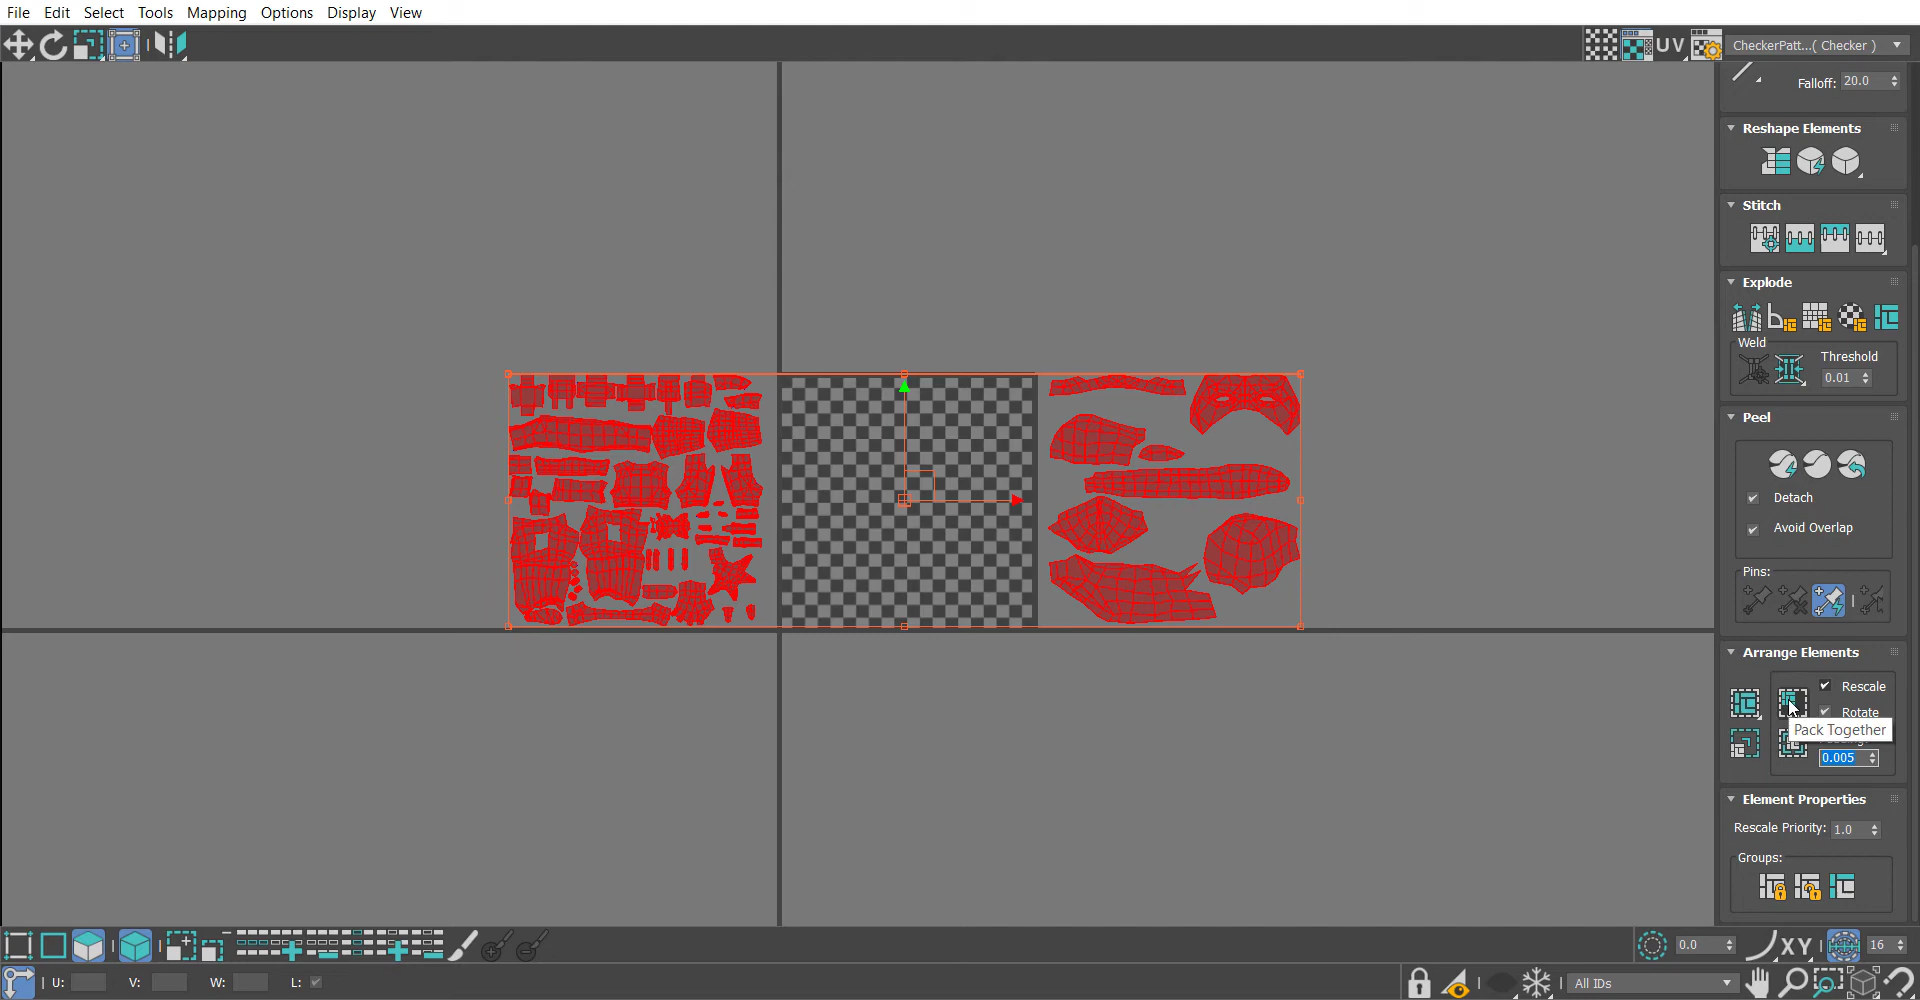 File Edit Select Tools Mapping Options Display View
UV CheckerPatt...( Checker )
Falloff: 20.0
Reshape Elements
Stitch
Explode
Weld
Threshold
0.01
Peel
Detach
Avoid Overlap
Pins:
Arrange Elements
Rescale
Rotate
Pack Together
0.005
Element Properties
Rescale Priority: 1.0
Groups:
0.0 XY 16
U: V: W: L: All IDs